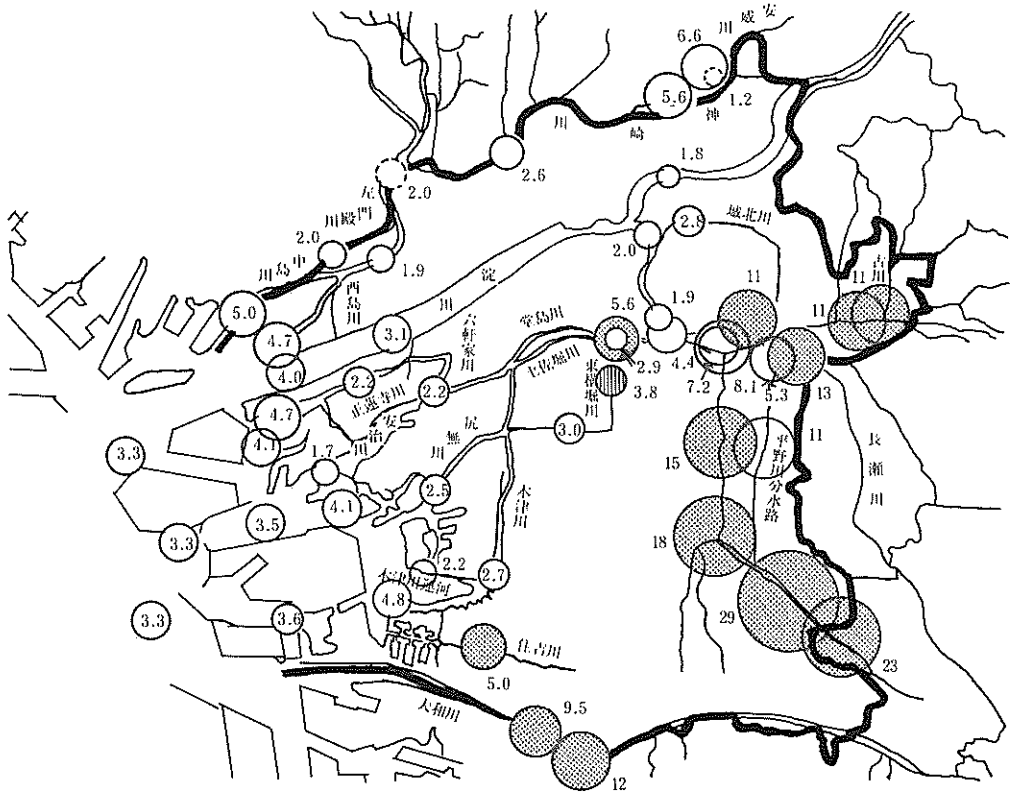 安威川
6.6
1.2
5.6
神崎川
2.6
2.0
左門殿川
1.8
城北川
2.8
2.0
2.0
中島川
1.9
西島川
淀川
古川
11
11
11
5.0
5.6
1.9
六軒家川
堂島川
土佐堀川
3.1
4.7
4.0
2.9
4.4
7.2
8.1
5.3
13
2.2
2.2
正蓮寺川
東横堀川
3.8
4.7
4.1
安治川
尻無川
3.0
11
3.3
1.7
15
平野川分水路
長瀬川
2.5
木津川
4.1
3.5
3.3
18
2.2
2.7
木津川運河
4.8
29
3.3
3.6
住吉川
23
5.0
大和川
9.5
12